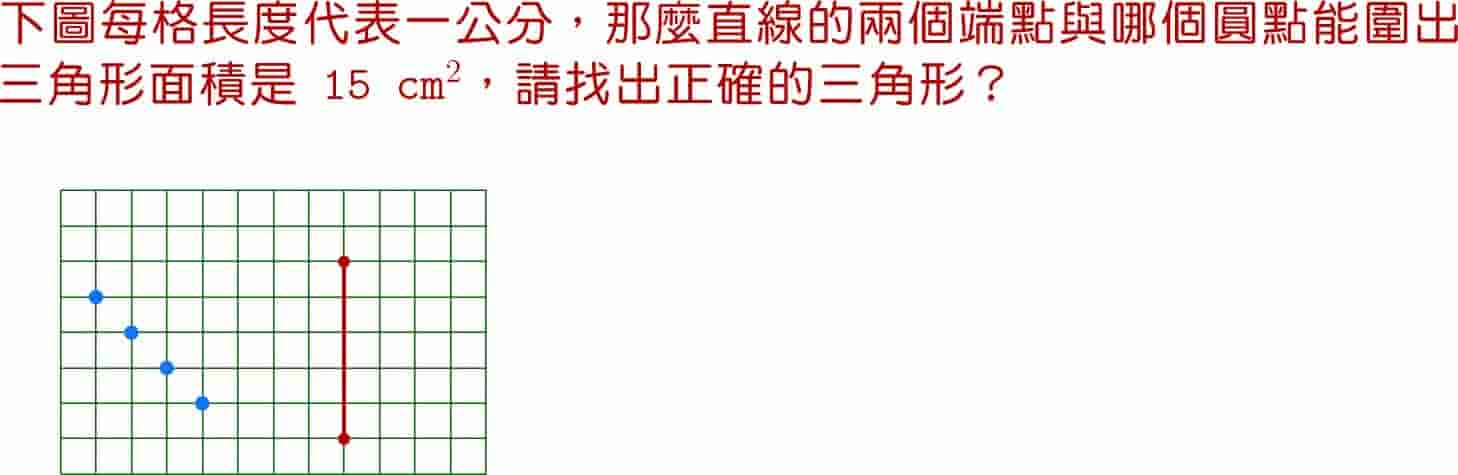 下圖每格長度代表一公分，那麼直線的兩個端點與哪個圓點能圍出
三角形面積是 15 cm²，請找出正確的三角形？